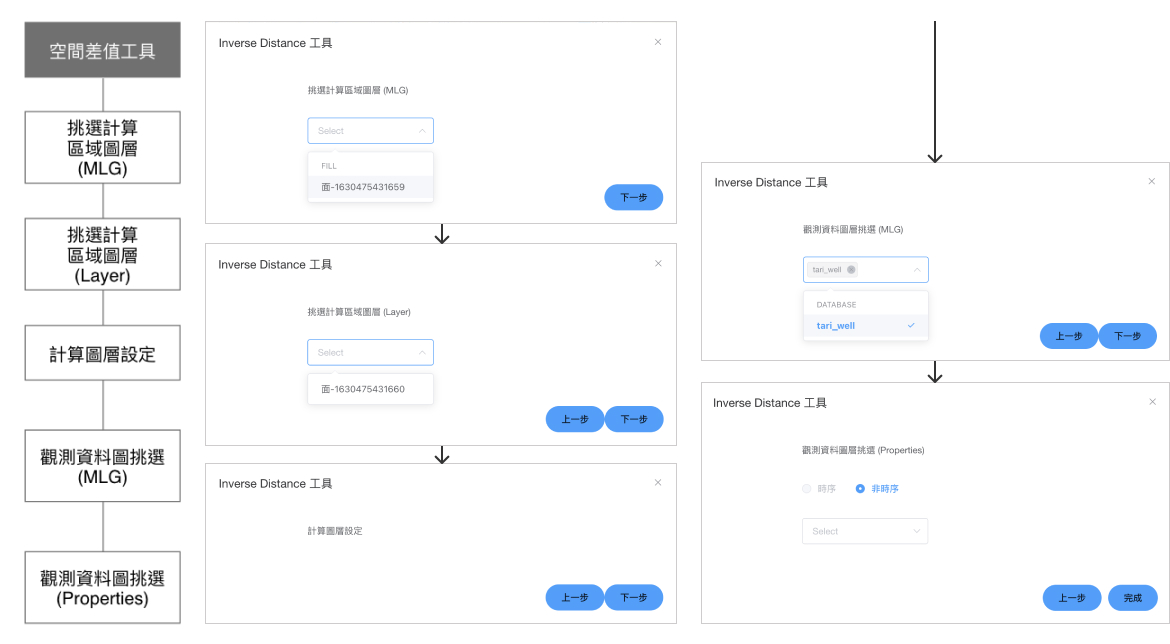 空間差值工具
挑選計算
區域圖層
(MLG)
挑選計算
區域圖層
(Layer)
計算圖層設定
觀測資料圖挑選
(MLG)
觀測資料圖挑選
(Properties)
Inverse Distance 工具
挑選計算區域圖層 (MLG)
Select
FILL
面-1630475431659
下一步
Inverse Distance 工具
挑選計算區域圖層 (Layer)
Select
面-1630475431660
上一步
下一步
Inverse Distance 工具
計算圖層設定
上一步
下一步
Inverse Distance 工具
觀測資料圖層挑選 (MLG)
tari_well
DATABASE
tari_well
上一步
下一步
Inverse Distance 工具
觀測資料圖層挑選 (Properties)
時序
非時序
Select
上一步
完成